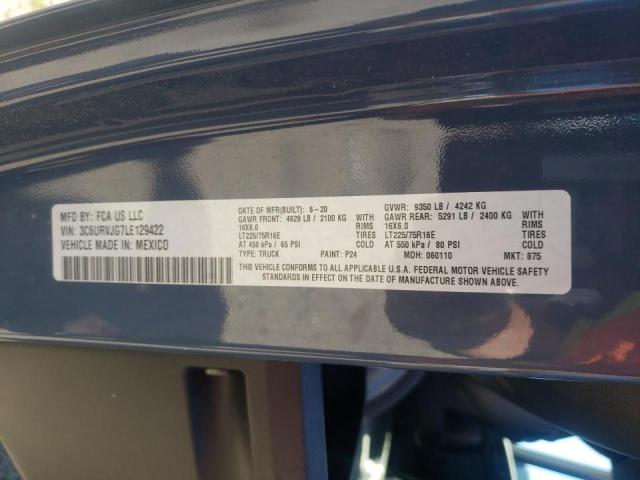 MFD BY: FCA US LLC
VIN: 3C6URVJG7LE129422
VEHICLE MADE IN: MEXICO
DATE OF MFR(BUILT): 6-20 GVWR: 9350 LB / 4242 KG
GAWR FRONT: 4629 LB / 2100 KG GAWR REAR: 5291 LB / 2400 KG
16X6.0 RIMS 16X6.0 RIMS
LT225/75R16E TIRES LT225/75R16E TIRES
AT 450 kPa / 65 PSI COLD AT 550 kPa / 80 PSI COLD
TYPE: TRUCK PAINT: P24 MDH: 060110 MKT: 875
THIS VEHICLE CONFORMS TO ALL APPLICABLE U.S.A. FEDERAL MOTOR VEHICLE SAFETY
STANDARDS IN EFFECT ON THE DATE OF MANUFACTURE SHOWN ABOVE.